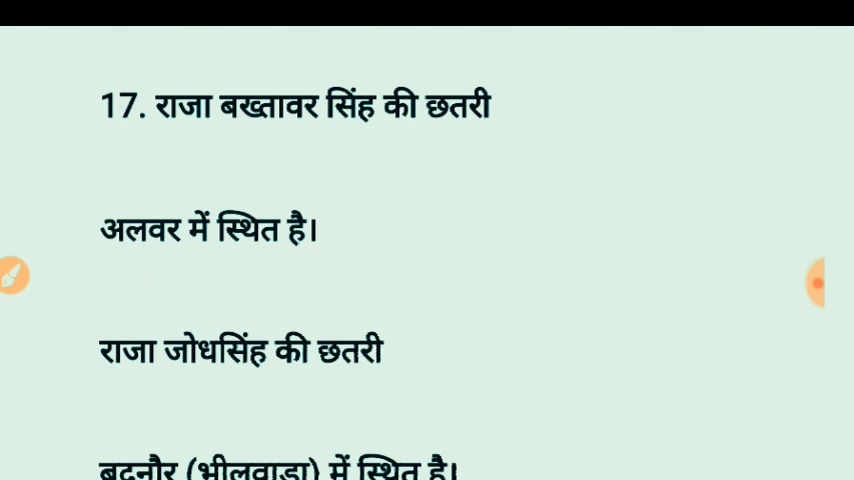 17. राजा बख्तावर सिंह की छतरी
अलवर में स्थित है।
राजा जोधसिंह की छतरी
बदनौर (भीलवाड़ा) में स्थित है।